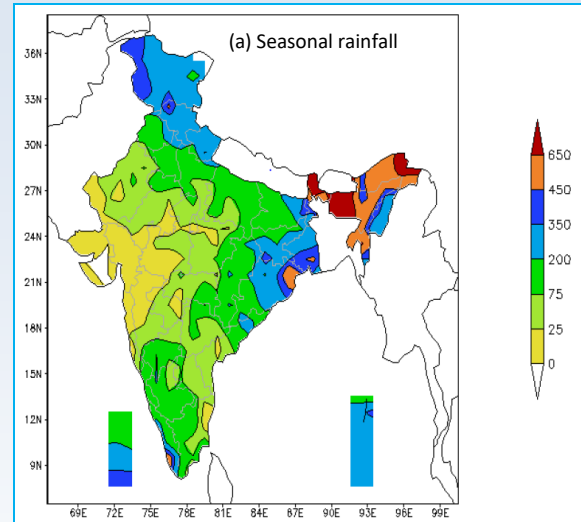 (a) Seasonal rainfall
36N
33N
30N
27N
24N
21N
18N
15N
12N
9N
69E 72E 75E 78E 81E 84E 87E 90E 93E 96E 99E
650
450
350
200
75
25
0